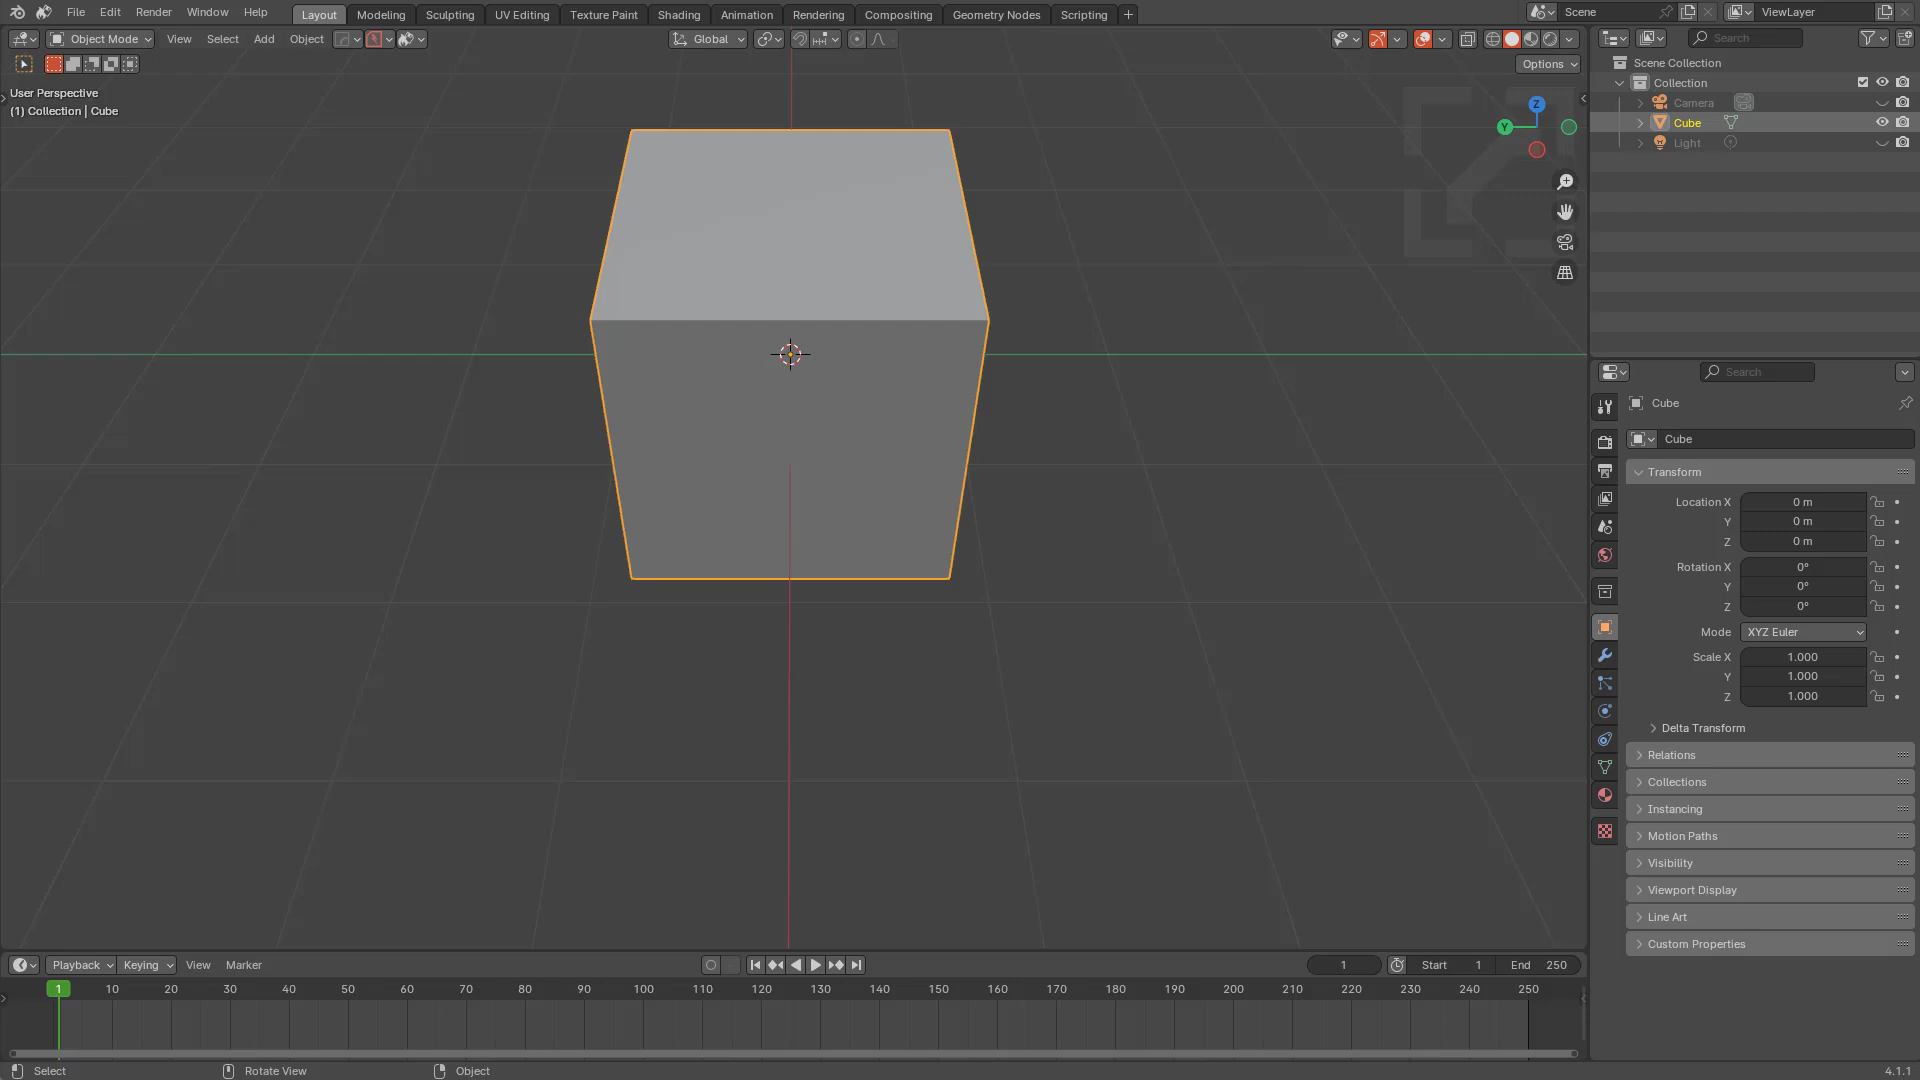 File Edit Render Window Help Layout Modeling Sculpting UV Editing Texture Paint Shading Animation Rendering Compositing Geometry Nodes Scripting + Scene ViewLayer
Object Mode View Select Add Object Global Search
Options
User Perspective
(1) Collection | Cube
Z
Y
Scene Collection
Collection
Camera
Cube
Light
Search
Cube
Cube
Transform
Location X 0 m
Y 0 m
Z 0 m
Rotation X 0°
Y 0°
Z 0°
Mode XYZ Euler
Scale X 1.000
Y 1.000
Z 1.000
Delta Transform
Relations
Collections
Instancing
Motion Paths
Visibility
Viewport Display
Line Art
Custom Properties
Playback Keying View Marker 1 Start 1 End 250
1 10 20 30 40 50 60 70 80 90 100 110 120 130 140 150 160 170 180 190 200 210 220 230 240 250
Select Rotate View Object 4.1.1